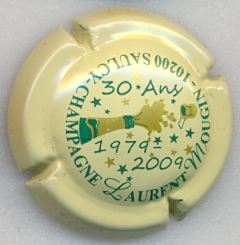 30 Ans
1979
2009
CHAMPAGNE LAURENT MOUGIN - 10200 SAULCY -